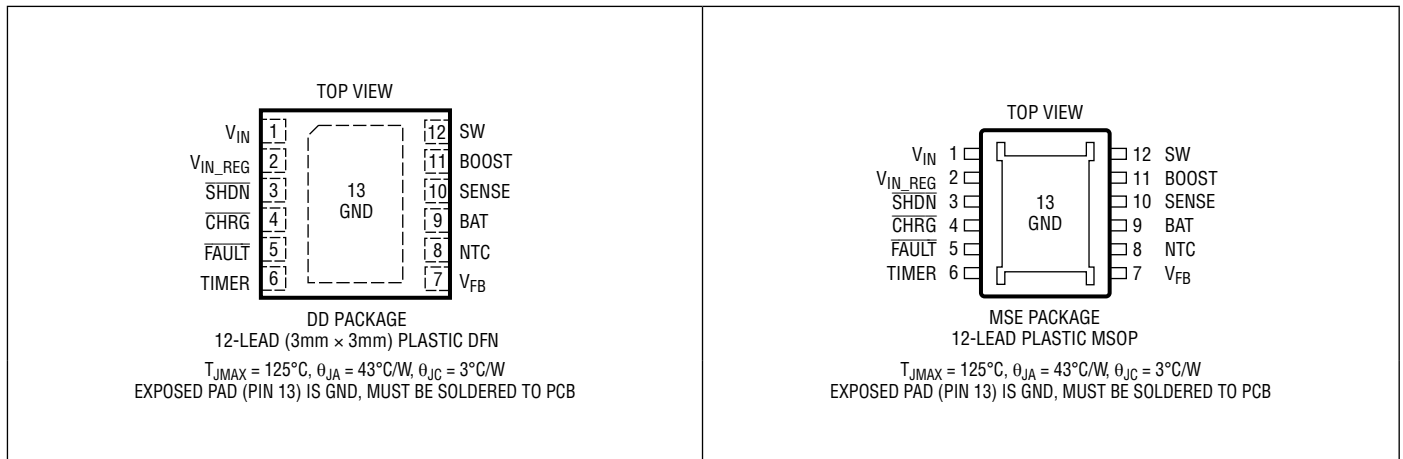 TOP VIEW
V_IN 1
V_IN_REG 2
SHDN 3
CHRG 4
FAULT 5
TIMER 6
13
GND
12 SW
11 BOOST
10 SENSE
9 BAT
8 NTC
7 V_FB
DD PACKAGE
12-LEAD (3mm × 3mm) PLASTIC DFN
T_JMAX = 125°C, θ_JA = 43°C/W, θ_JC = 3°C/W
EXPOSED PAD (PIN 13) IS GND, MUST BE SOLDERED TO PCB
TOP VIEW
V_IN 1
V_IN_REG 2
SHDN 3
CHRG 4
FAULT 5
TIMER 6
13
GND
12 SW
11 BOOST
10 SENSE
9 BAT
8 NTC
7 V_FB
MSE PACKAGE
12-LEAD PLASTIC MSOP
T_JMAX = 125°C, θ_JA = 43°C/W, θ_JC = 3°C/W
EXPOSED PAD (PIN 13) IS GND, MUST BE SOLDERED TO PCB